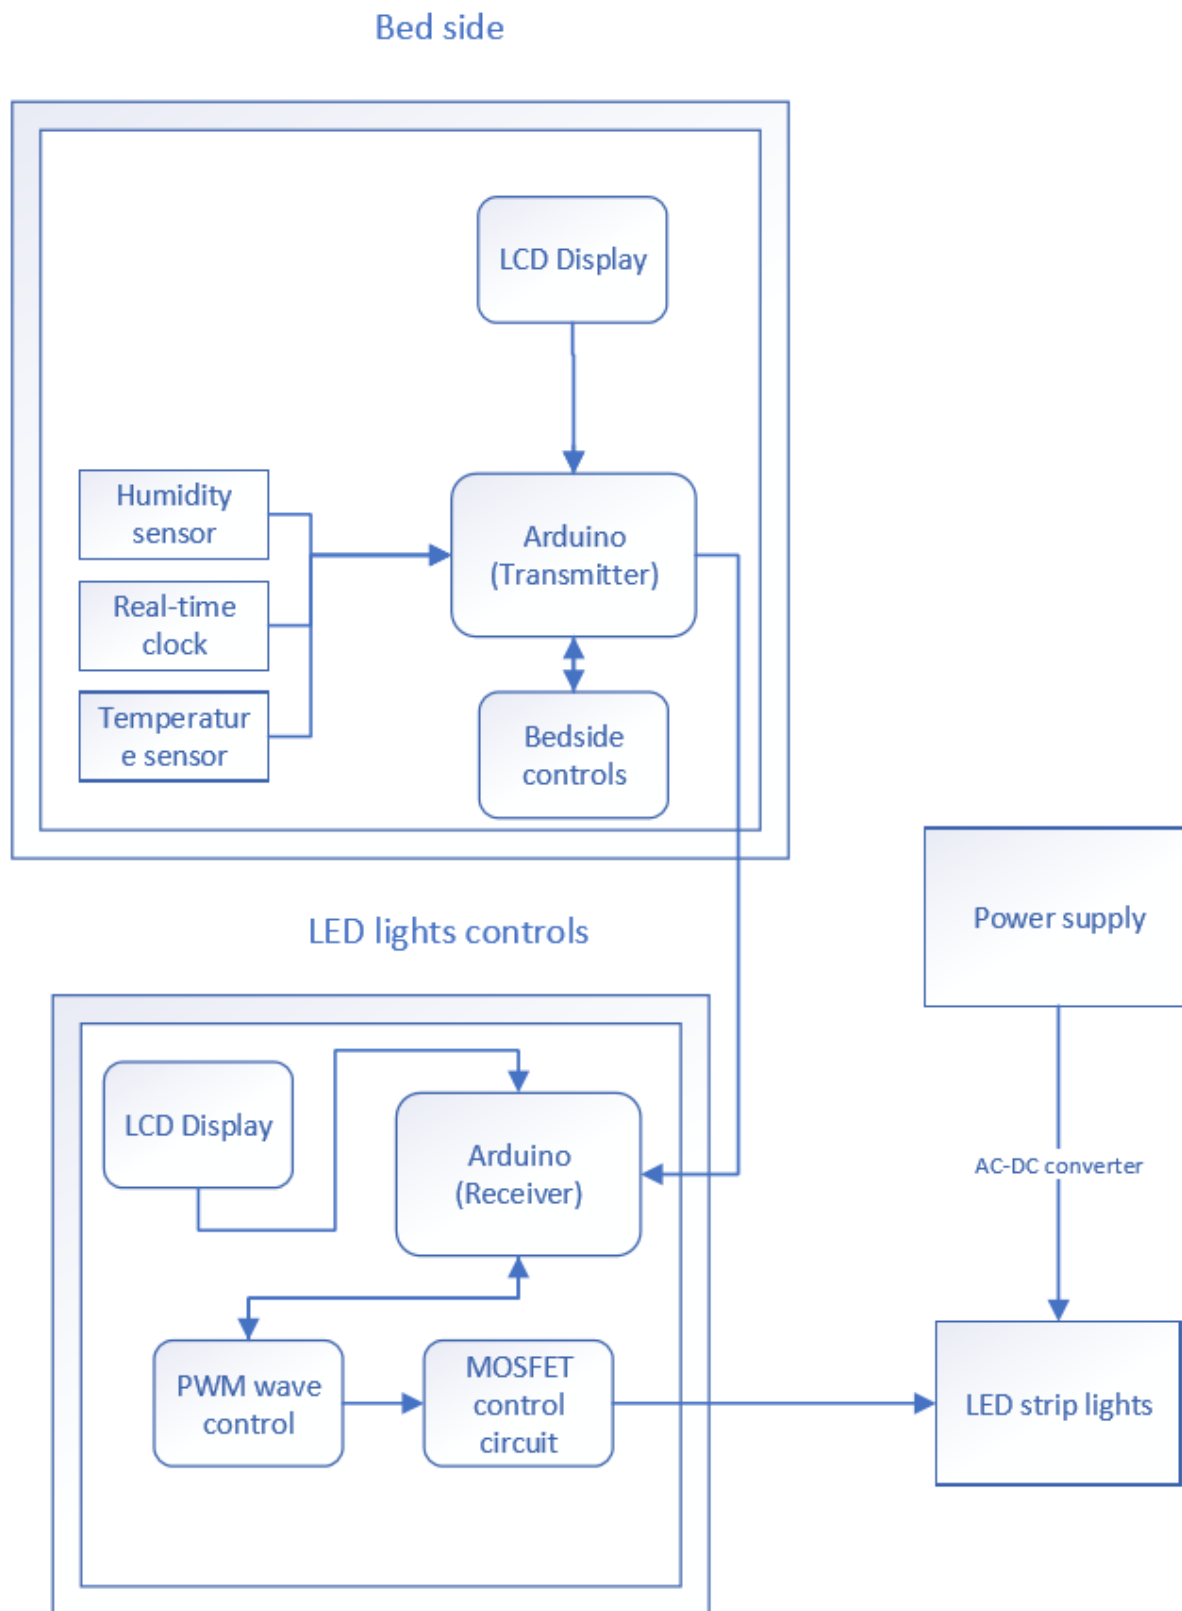 Bed side
LCD Display
Humidity
sensor
Arduino
(Transmitter)
Real-time
clock
Temperatur
e sensor
Bedside
controls
Power supply
LED lights controls
LCD Display
Arduino
(Receiver)
AC-DC converter
PWM wave
control
MOSFET
control
circuit
LED strip lights